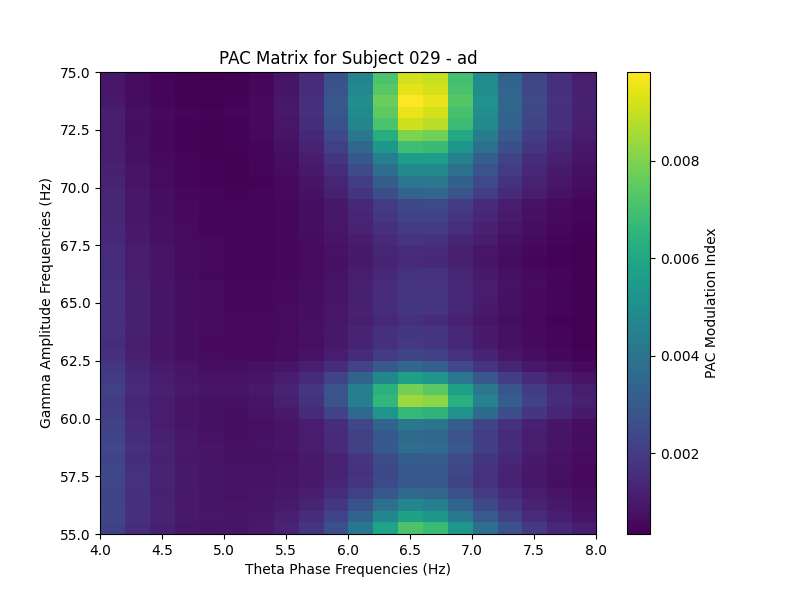 PAC Matrix for Subject 029 - ad
75.0
72.5
70.0
67.5
65.0
62.5
60.0
57.5
55.0
Gamma Amplitude Frequencies (Hz)
4.0 4.5 5.0 5.5 6.0 6.5 7.0 7.5 8.0
Theta Phase Frequencies (Hz)
0.008
0.006
0.004
0.002
PAC Modulation Index